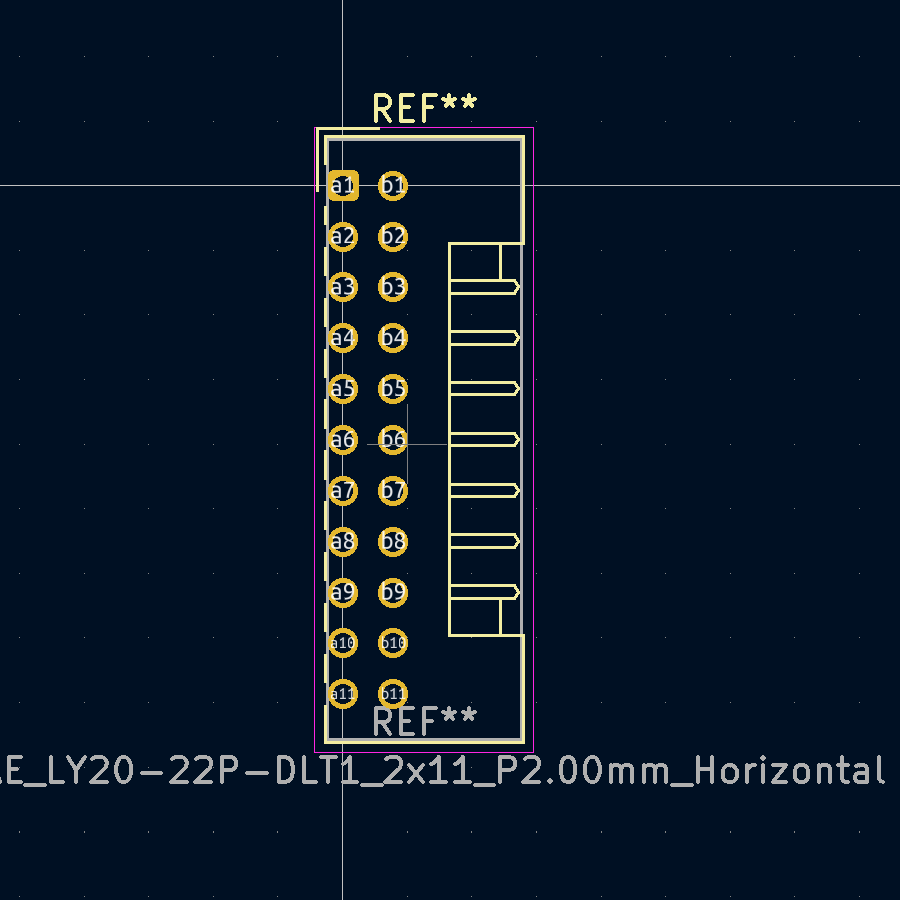 REF**
a1 b1
a2 b2
a3 b3
a4 b4
a5 b5
a6 b6
a7 b7
a8 b8
a9 b9
a10 b10
a11 b11
REF**
E_LY20-22P-DLT1_2x11_P2.00mm_Horizontal